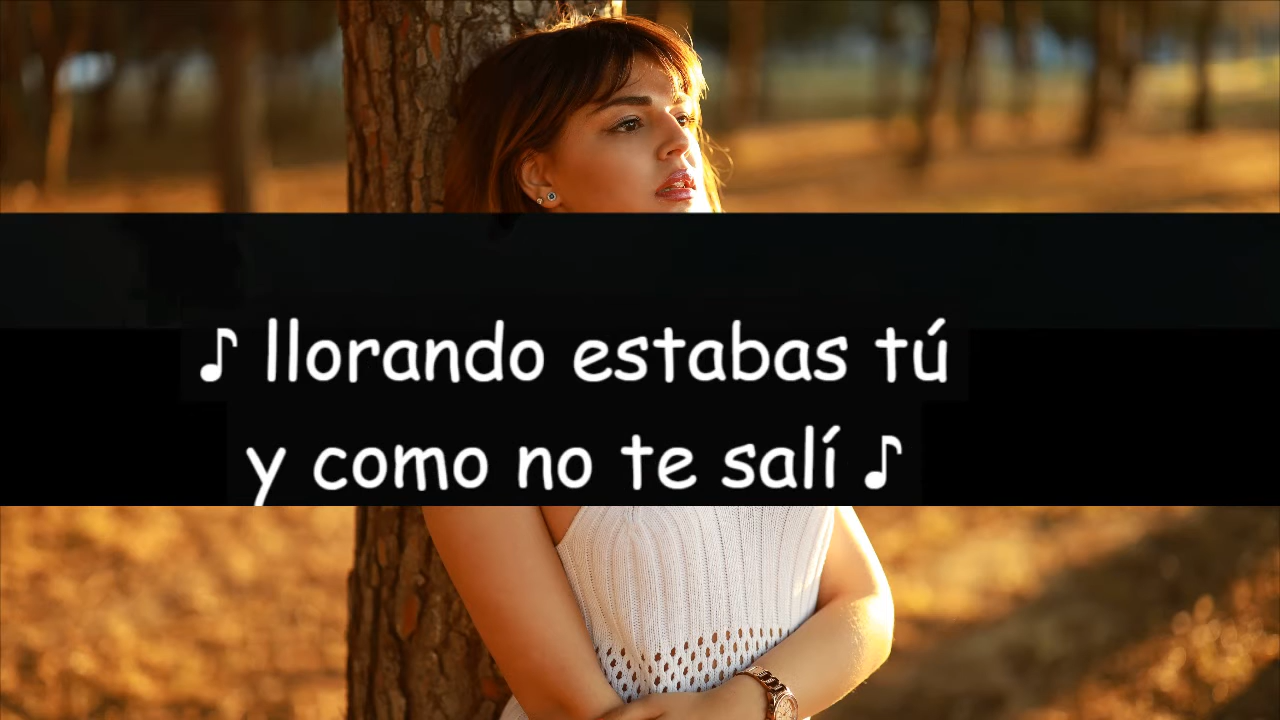 ♪ llorando estabas tú
y como no te salí ♪